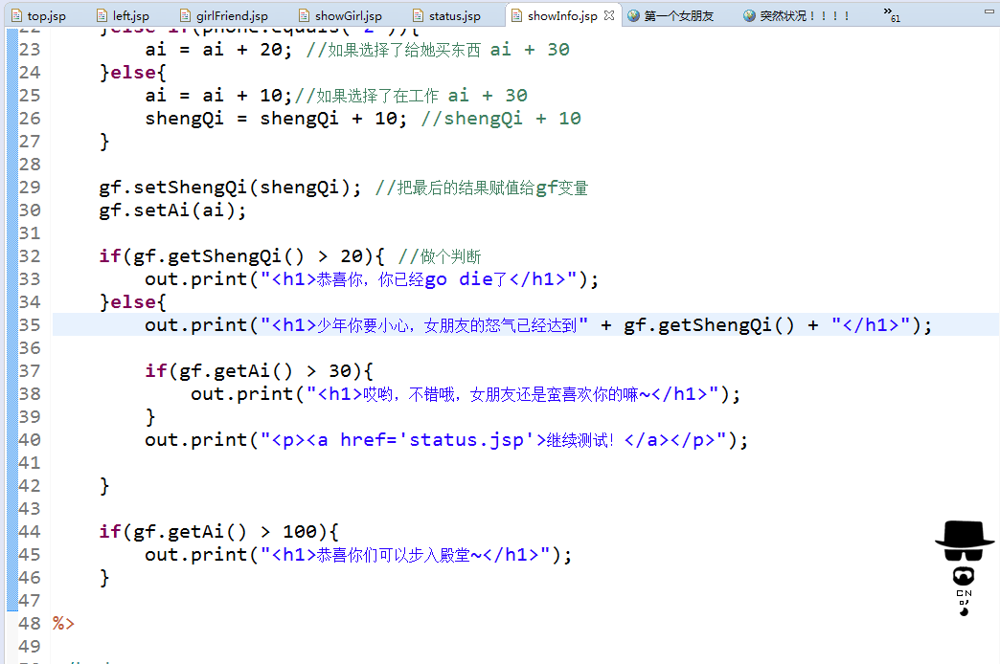 top.jsp left.jsp girlFriend.jsp showGirl.jsp status.jsp showInfo.jsp 第一个女朋友 突然状况！！！！ »61
22 }else if(phone.equals("2")){
23 ai = ai + 20; //如果选择了给她买东西 ai + 30
24 }else{
25 ai = ai + 10;//如果选择了在工作 ai + 30
26 shengQi = shengQi + 10; //shengQi + 10
27 }
28
29 gf.setShengQi(shengQi); //把最后的结果赋值给gf变量
30 gf.setAi(ai);
31
32 if(gf.getShengQi() > 20){ //做个判断
33 out.print("<h1>恭喜你，你已经go die了</h1>");
34 }else{
35 out.print("<h1>少年你要小心，女朋友的怒气已经达到" + gf.getShengQi() + "</h1>");
36
37 if(gf.getAi() > 30){
38 out.print("<h1>哎哟，不错哦，女朋友还是蛮喜欢你的嘛~</h1>");
39 }
40 out.print("<p><a href='status.jsp'>继续测试！</a></p>");
41
42 }
43
44 if(gf.getAi() > 100){
45 out.print("<h1>恭喜你们可以步入殿堂~</h1>");
46 }
47
48 %>
49
CN
07